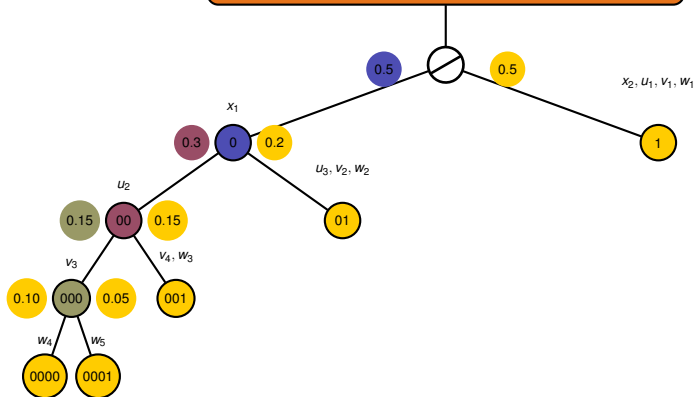 0.5
0.5
x₂, u₁, v₁, w₁
x₁
0.3
0
0.2
1
u₃, v₂, w₂
u₂
0.15
00
0.15
01
v₄, w₃
v₃
0.10
000
0.05
001
w₄
w₅
0000
0001